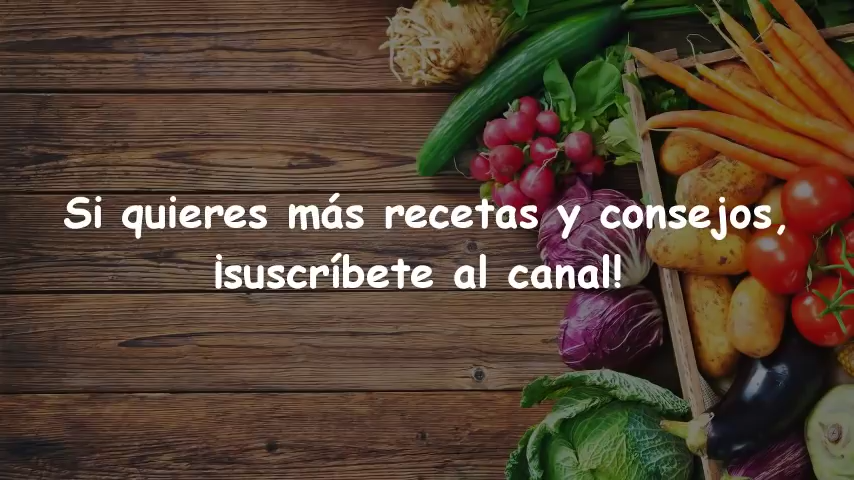 Si quieres más recetas y consejos,
¡suscríbete al canal!